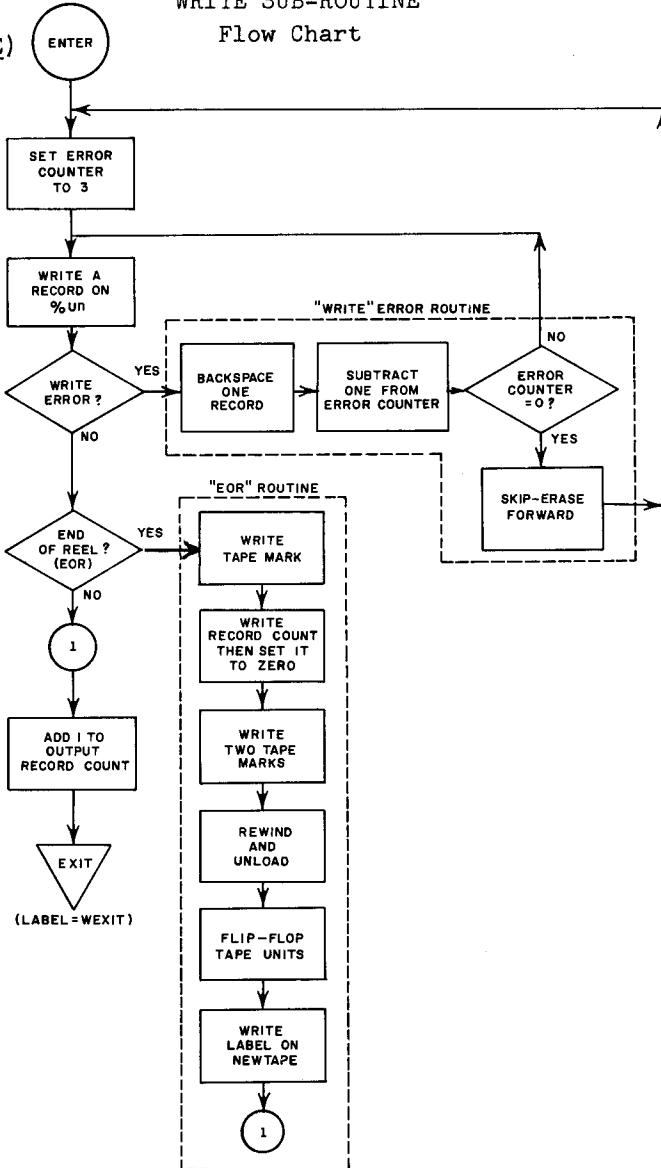 WRITE SUB-ROUTINE
Flow Chart
ENTER
SET ERROR
COUNTER
TO 3
WRITE A
RECORD ON
%un
"WRITE" ERROR ROUTINE
WRITE
ERROR?
YES
NO
BACKSPACE
ONE
RECORD
SUBTRACT
ONE FROM
ERROR COUNTER
ERROR
COUNTER
=0?
NO
YES
SKIP-ERASE
FORWARD
END
OF REEL?
(EOR)
YES
NO
1
ADD 1 TO
OUTPUT
RECORD COUNT
EXIT
(LABEL=WEXIT)
"EOR" ROUTINE
WRITE
TAPE MARK
WRITE
RECORD COUNT
THEN SET IT
TO ZERO
WRITE
TWO TAPE
MARKS
REWIND
AND
UNLOAD
FLIP-FLOP
TAPE UNITS
WRITE
LABEL ON
NEWTAPE
1